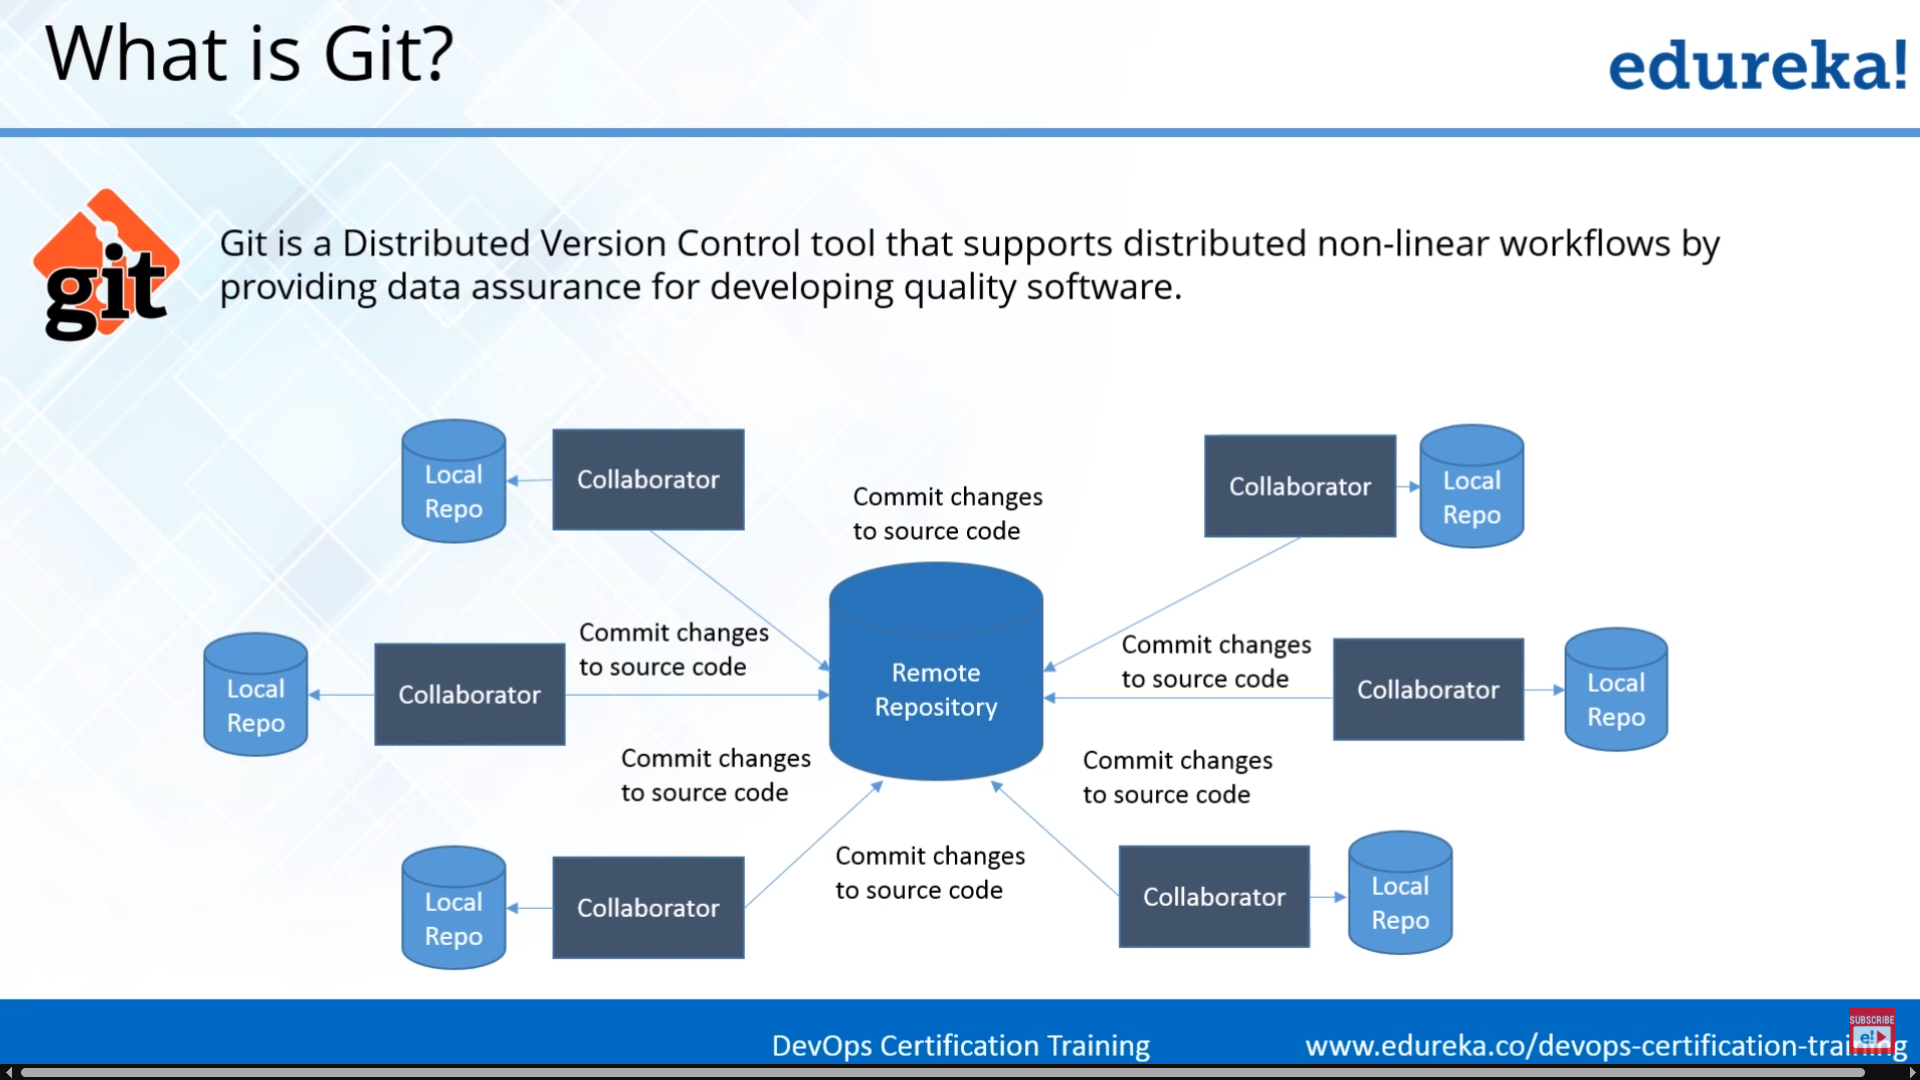 What is Git?
edureka!
git
Git is a Distributed Version Control tool that supports distributed non-linear workflows by
providing data assurance for developing quality software.
Local
Repo
Collaborator
Commit changes
to source code
Collaborator
Local
Repo
Local
Repo
Collaborator
Commit changes
to source code
Remote
Repository
Commit changes
to source code
Collaborator
Local
Repo
Commit changes
to source code
Commit changes
to source code
Local
Repo
Collaborator
Commit changes
to source code
Collaborator
Local
Repo
DevOps Certification Training
www.edureka.co/devops-certification-training
SUBSCRIBE
e!